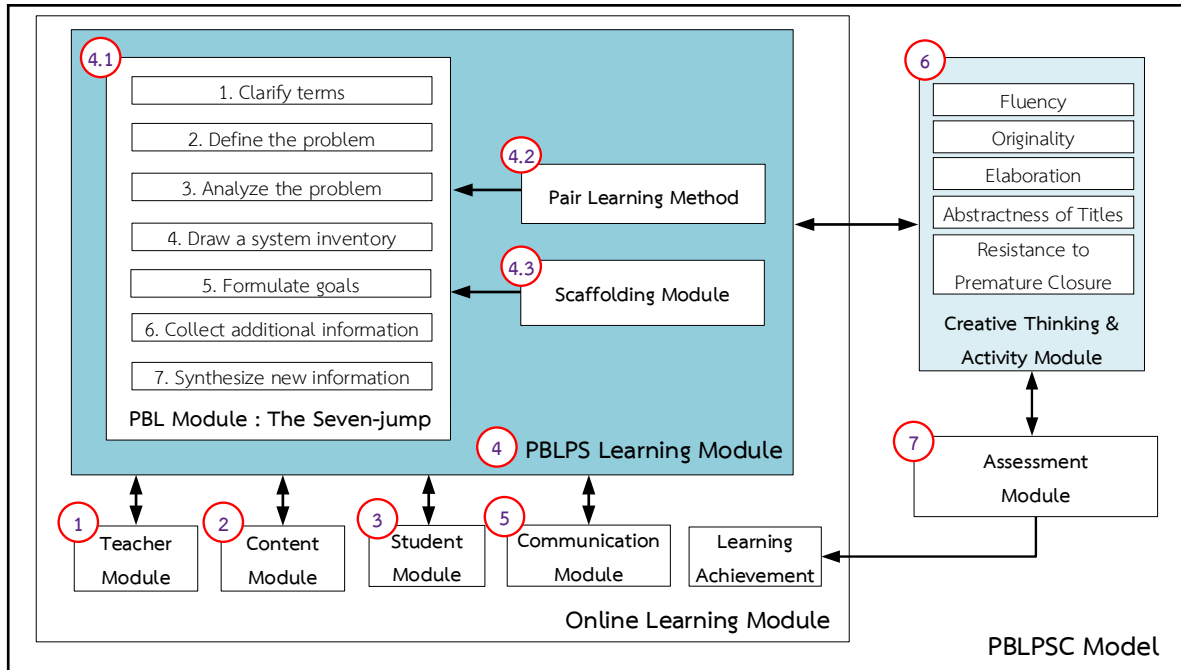 4.1
1. Clarify terms
2. Define the problem
3. Analyze the problem
4. Draw a system inventory
5. Formulate goals
6. Collect additional information
7. Synthesize new information
PBL Module : The Seven-jump
4.2
Pair Learning Method
4.3
Scaffolding Module
4
PBLPS Learning Module
6
Fluency
Originality
Elaboration
Abstractness of Titles
Resistance to
Premature Closure
Creative Thinking &
Activity Module
7
Assessment
Module
1
Teacher
Module
2
Content
Module
3
Student
Module
5
Communication
Module
Learning
Achievement
Online Learning Module
PBLPSC Model